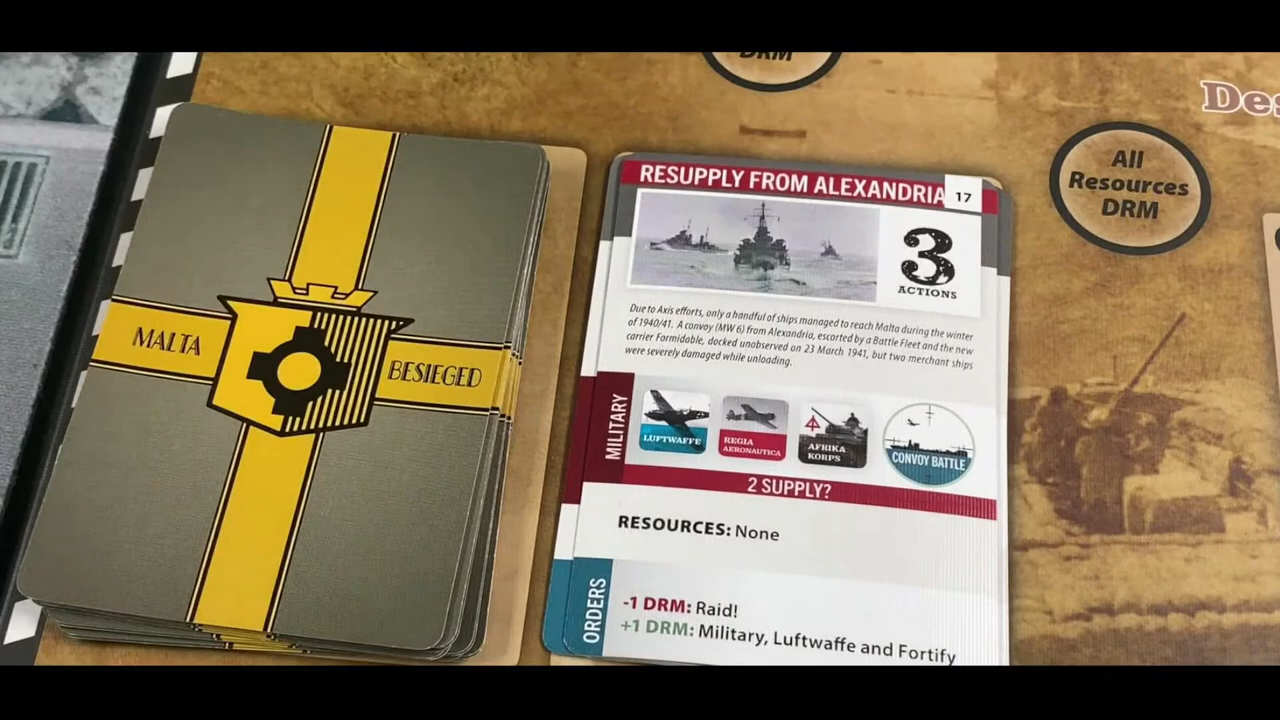 DRM
Des
All
Resources
DRM
MALTA
BESIEGED
RESUPPLY FROM ALEXANDRIA
17
3
ACTIONS
Due to Axis efforts, only a handful of ships managed to reach Malta during the winter
of 1940/41. A convoy (MW 6) from Alexandria, escorted by a Battle Fleet and the new
carrier Formidable, docked unobserved on 23 March 1941, but two merchant ships
were severely damaged while unloading.
MILITARY
LUFTWAFFE
REGIA
AERONAUTICA
AFRIKA
KORPS
CONVOY BATTLE
2 SUPPLY?
RESOURCES: None
ORDERS
-1 DRM: Raid!
+1 DRM: Military, Luftwaffe and Fortify